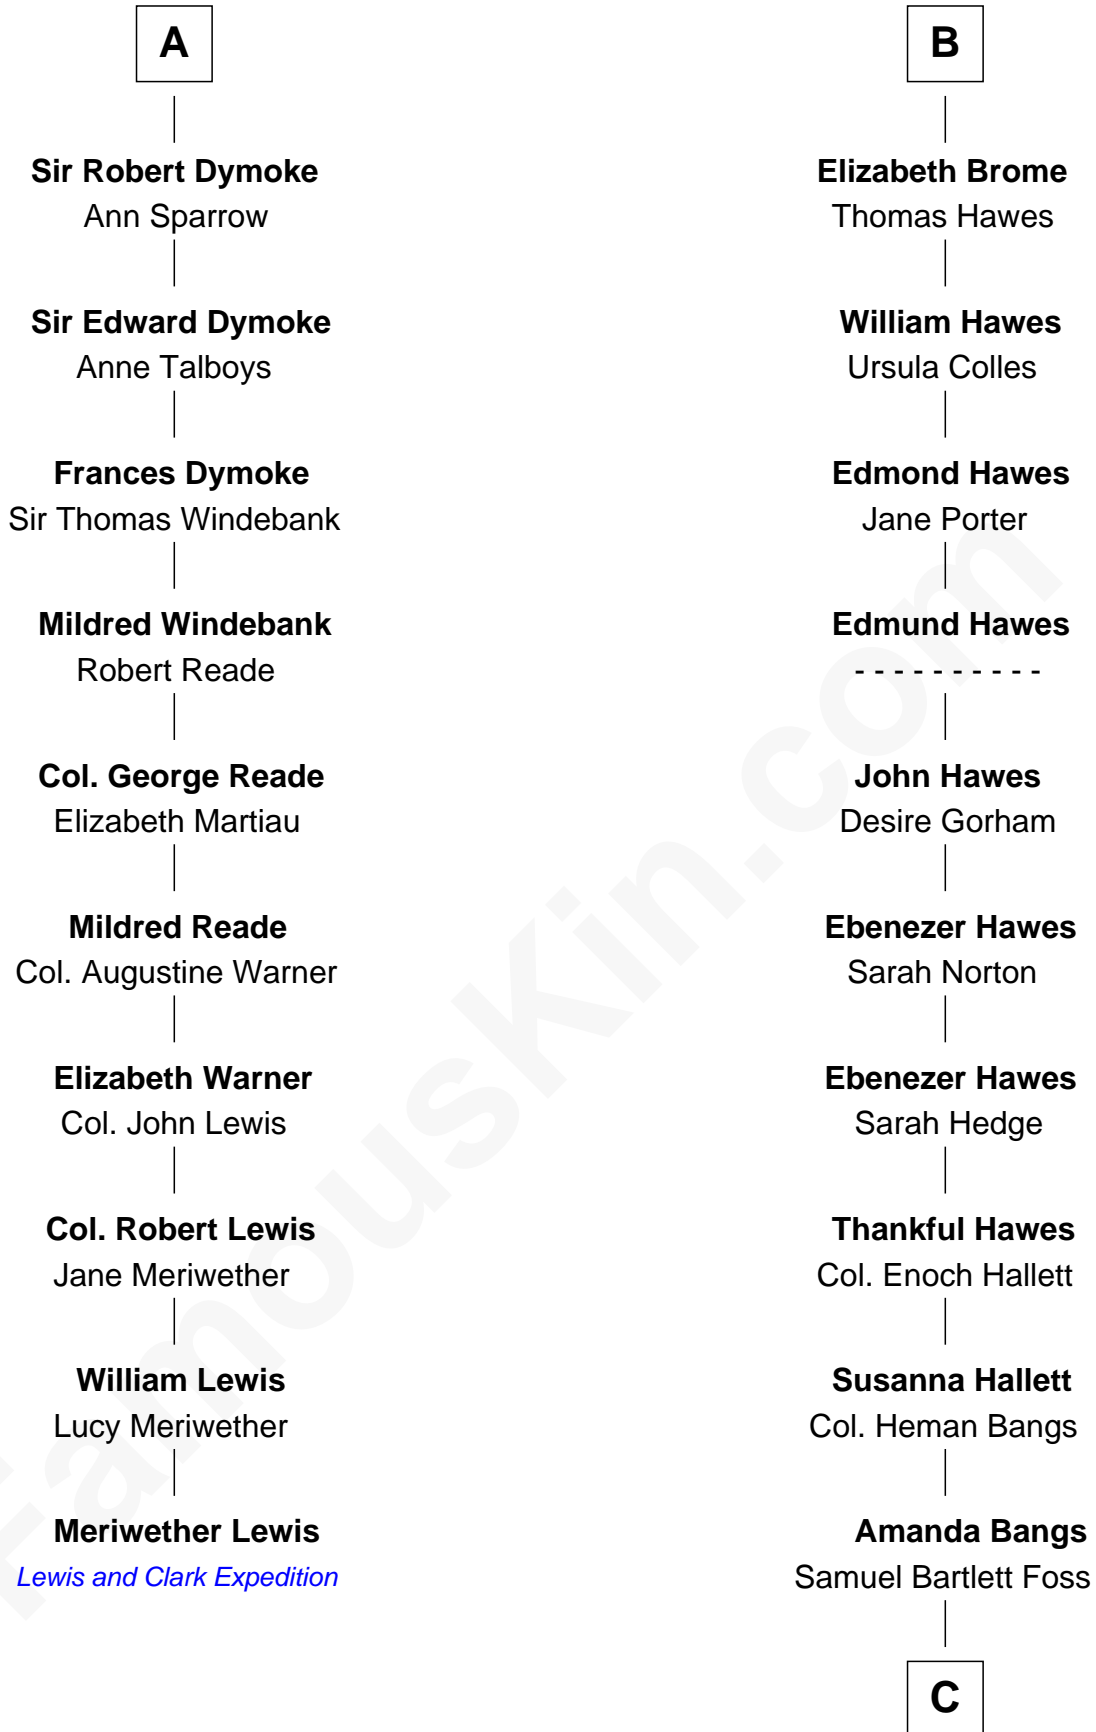 A
Sir Robert Dymoke
Ann Sparrow
Sir Edward Dymoke
Anne Talboys
Frances Dymoke
Sir Thomas Windebank
Mildred Windebank
Robert Reade
Col. George Reade
Elizabeth Martiau
Mildred Reade
Col. Augustine Warner
Elizabeth Warner
Col. John Lewis
Col. Robert Lewis
Jane Meriwether
William Lewis
Lucy Meriwether
Meriwether Lewis
Lewis and Clark Expedition
B
Elizabeth Brome
Thomas Hawes
William Hawes
Ursula Colles
Edmond Hawes
Jane Porter
Edmund Hawes
- - - - - - - - - -
John Hawes
Desire Gorham
Ebenezer Hawes
Sarah Norton
Ebenezer Hawes
Sarah Hedge
Thankful Hawes
Col. Enoch Hallett
Susanna Hallett
Col. Heman Bangs
Amanda Bangs
Samuel Bartlett Foss
C
FamousKin.com